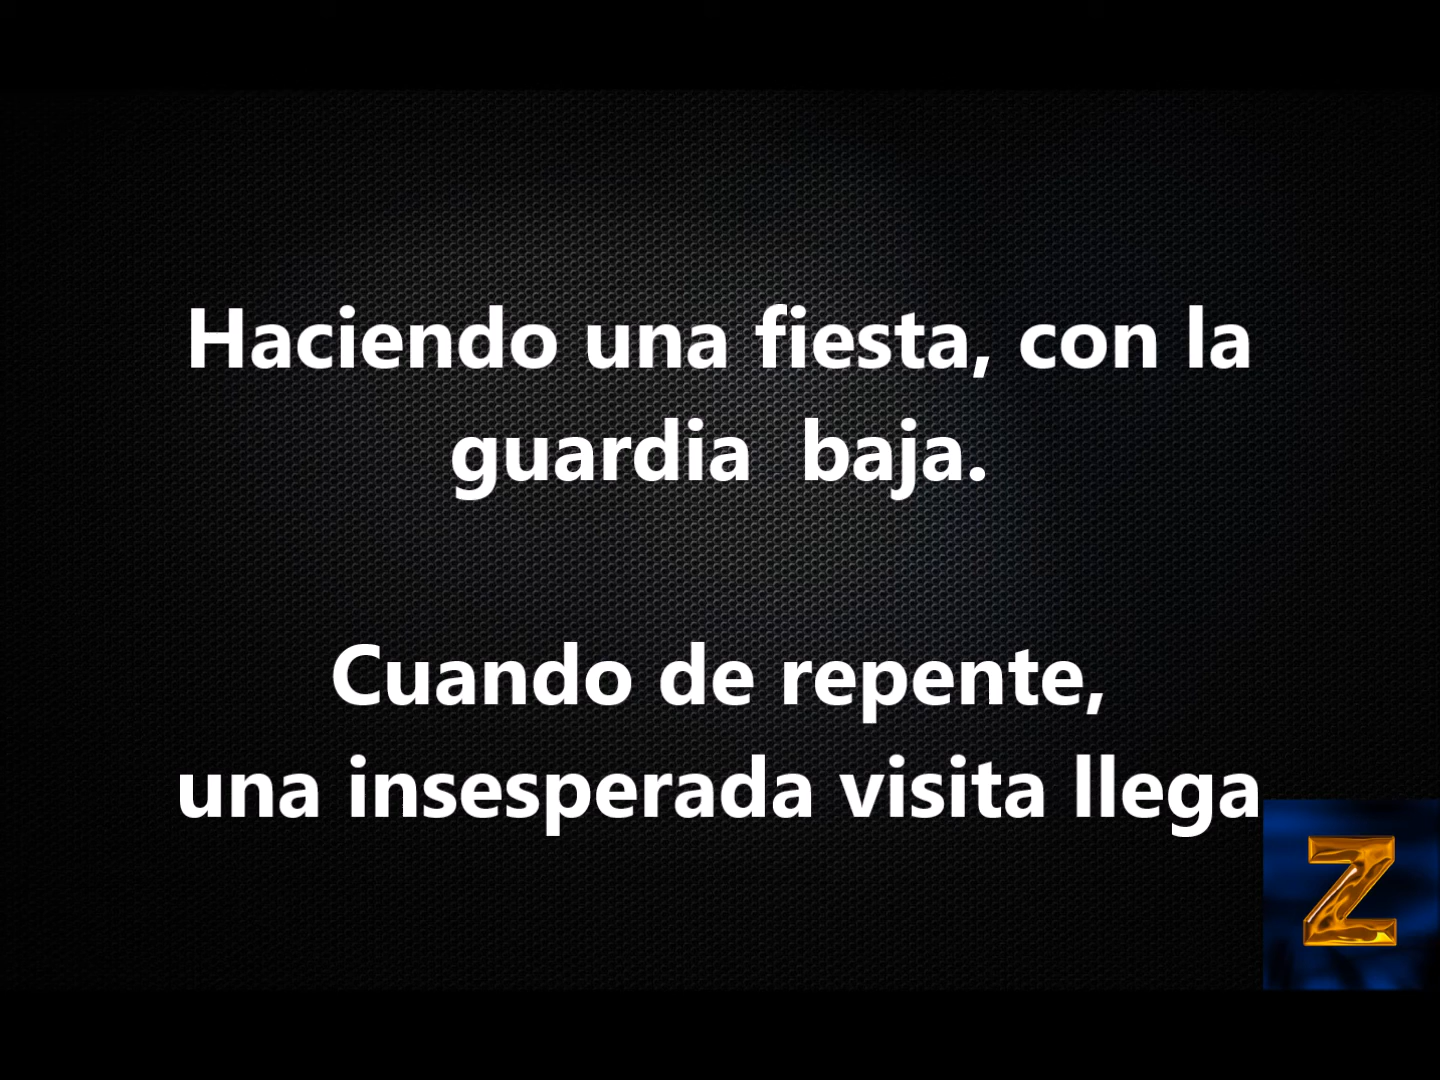 Haciendo una fiesta, con la
guardia  baja.
Cuando de repente,
una insesperada visita llega
Z